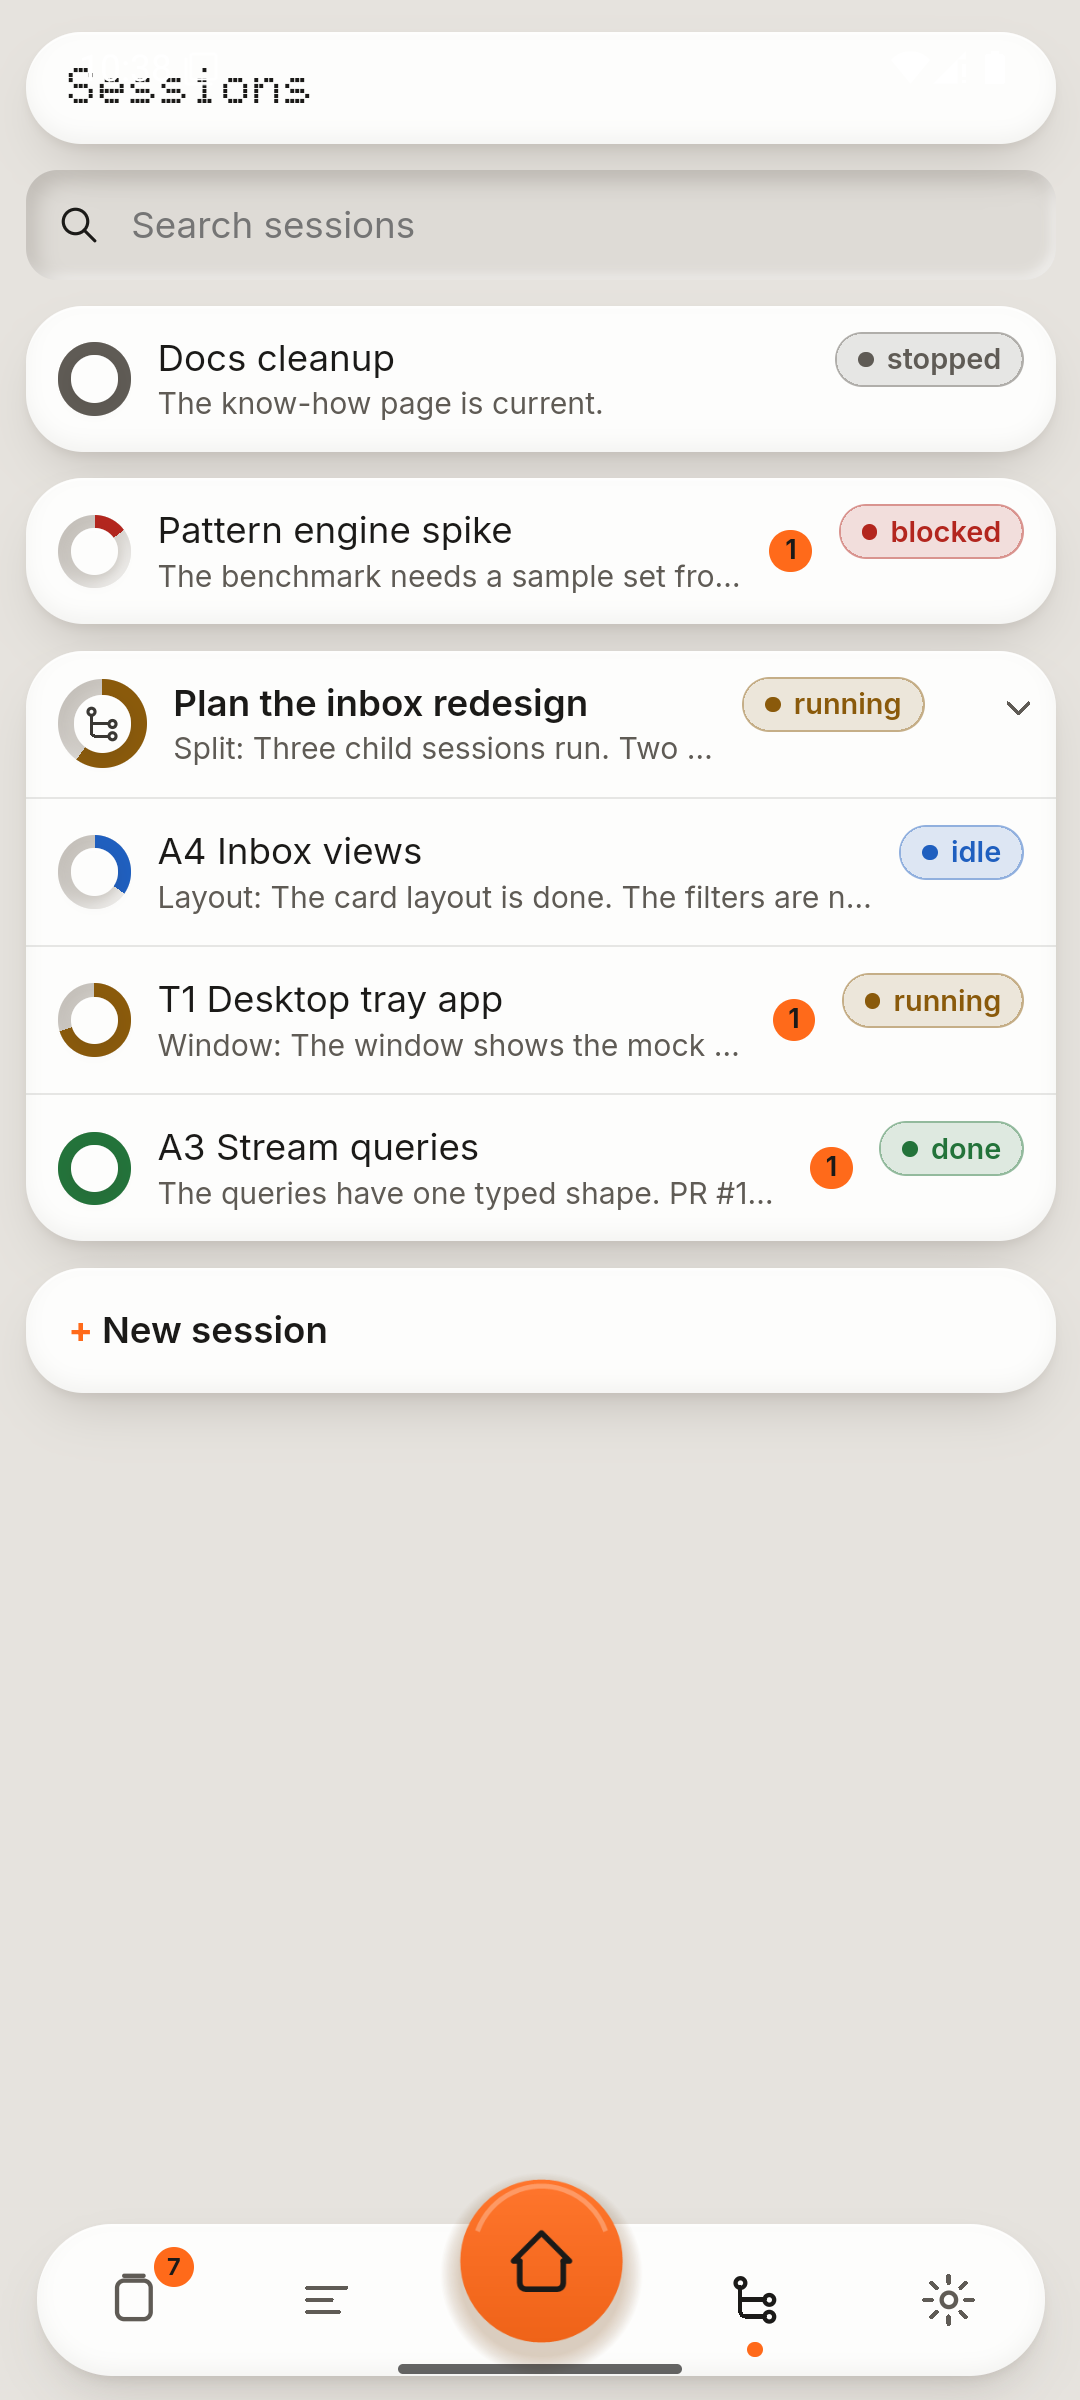 Sessions
Search sessions
Docs cleanup
stopped
The know-how page is current.
Pattern engine spike
1
blocked
The benchmark needs a sample set fro...
Plan the inbox redesign
running
Split: Three child sessions run. Two ...
A4 Inbox views
idle
Layout: The card layout is done. The filters are n...
T1 Desktop tray app
1
running
Window: The window shows the mock ...
A3 Stream queries
1
done
The queries have one typed shape. PR #1...
+ New session
7